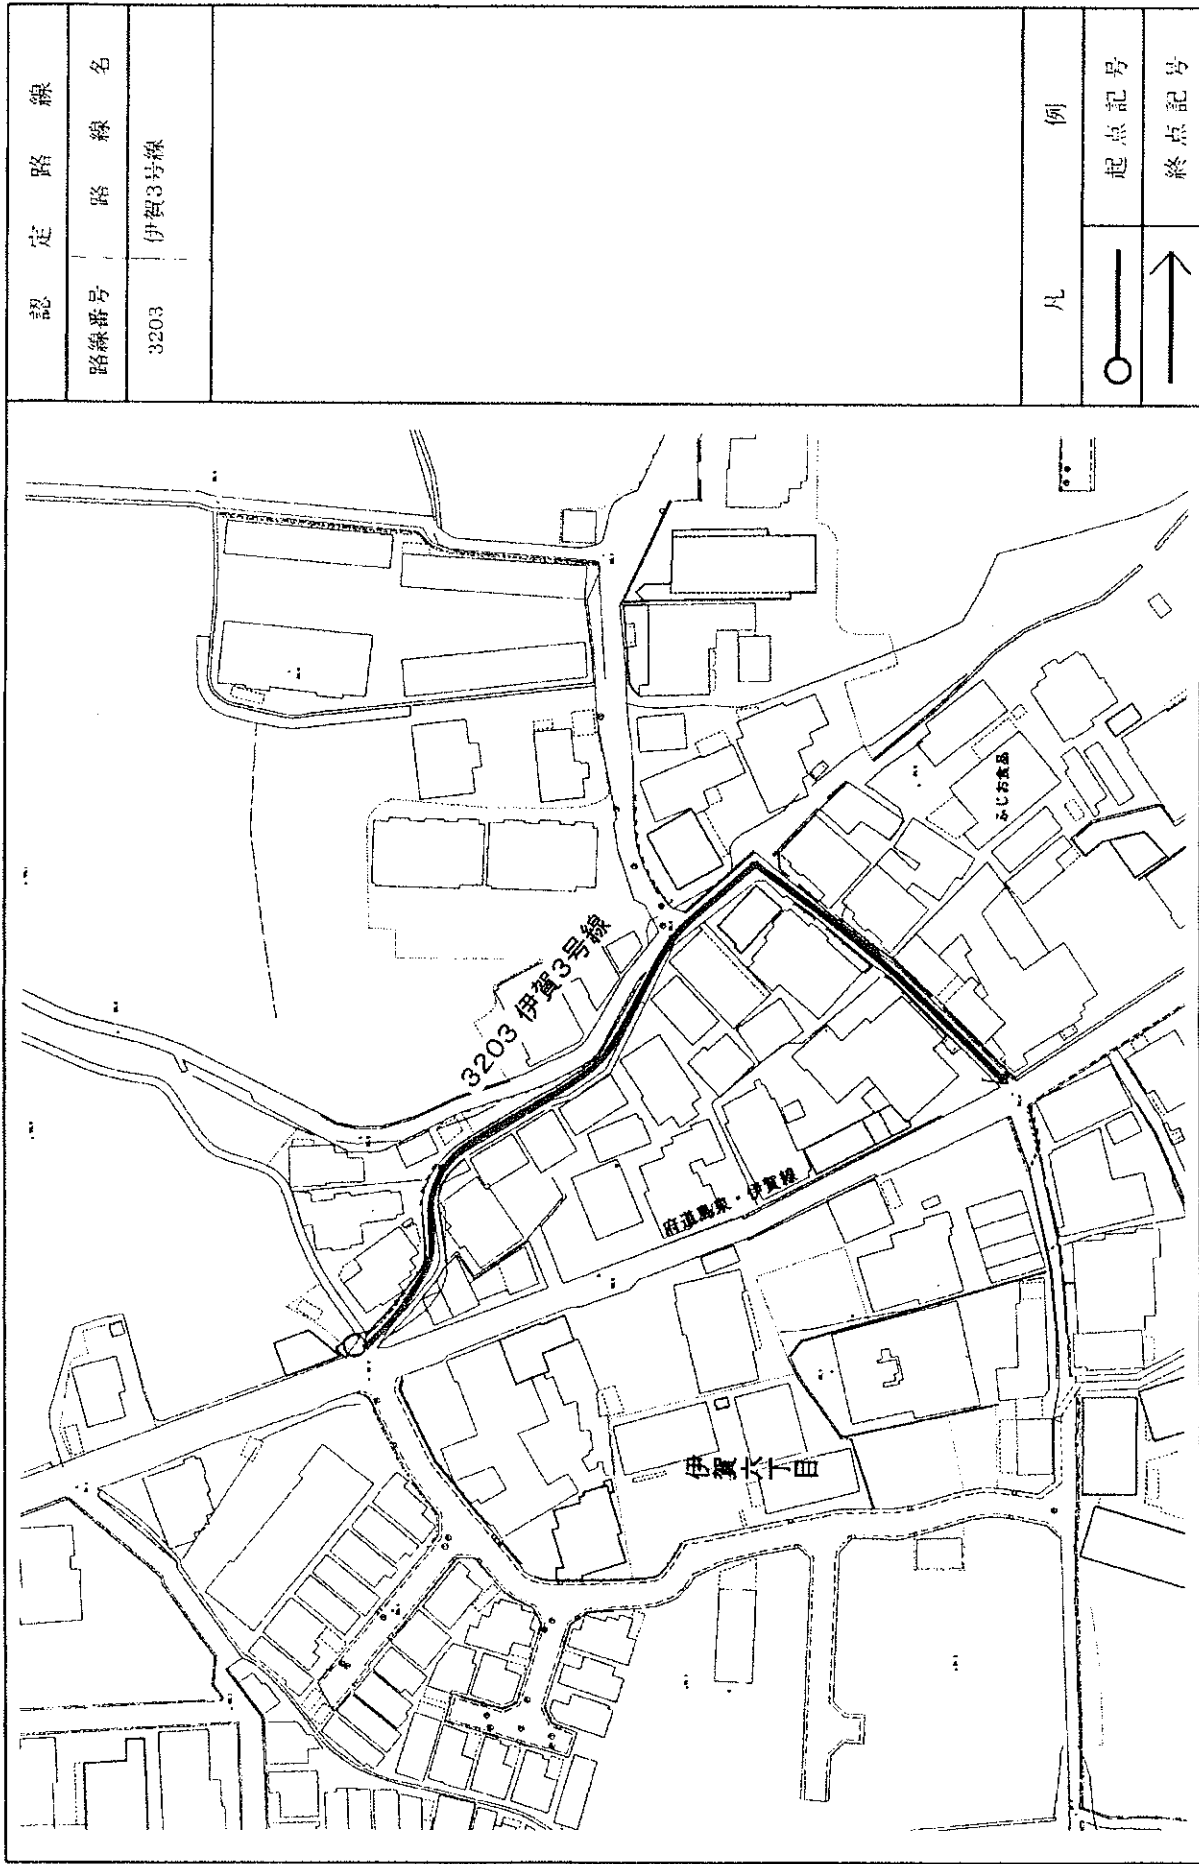 認定路線
路線番号 路線名
3203 伊賀3号線
凡例
起点記号
終点記号
3203 伊賀3号線
府道島泉・伊賀線
伊賀六丁目
ふじお食品